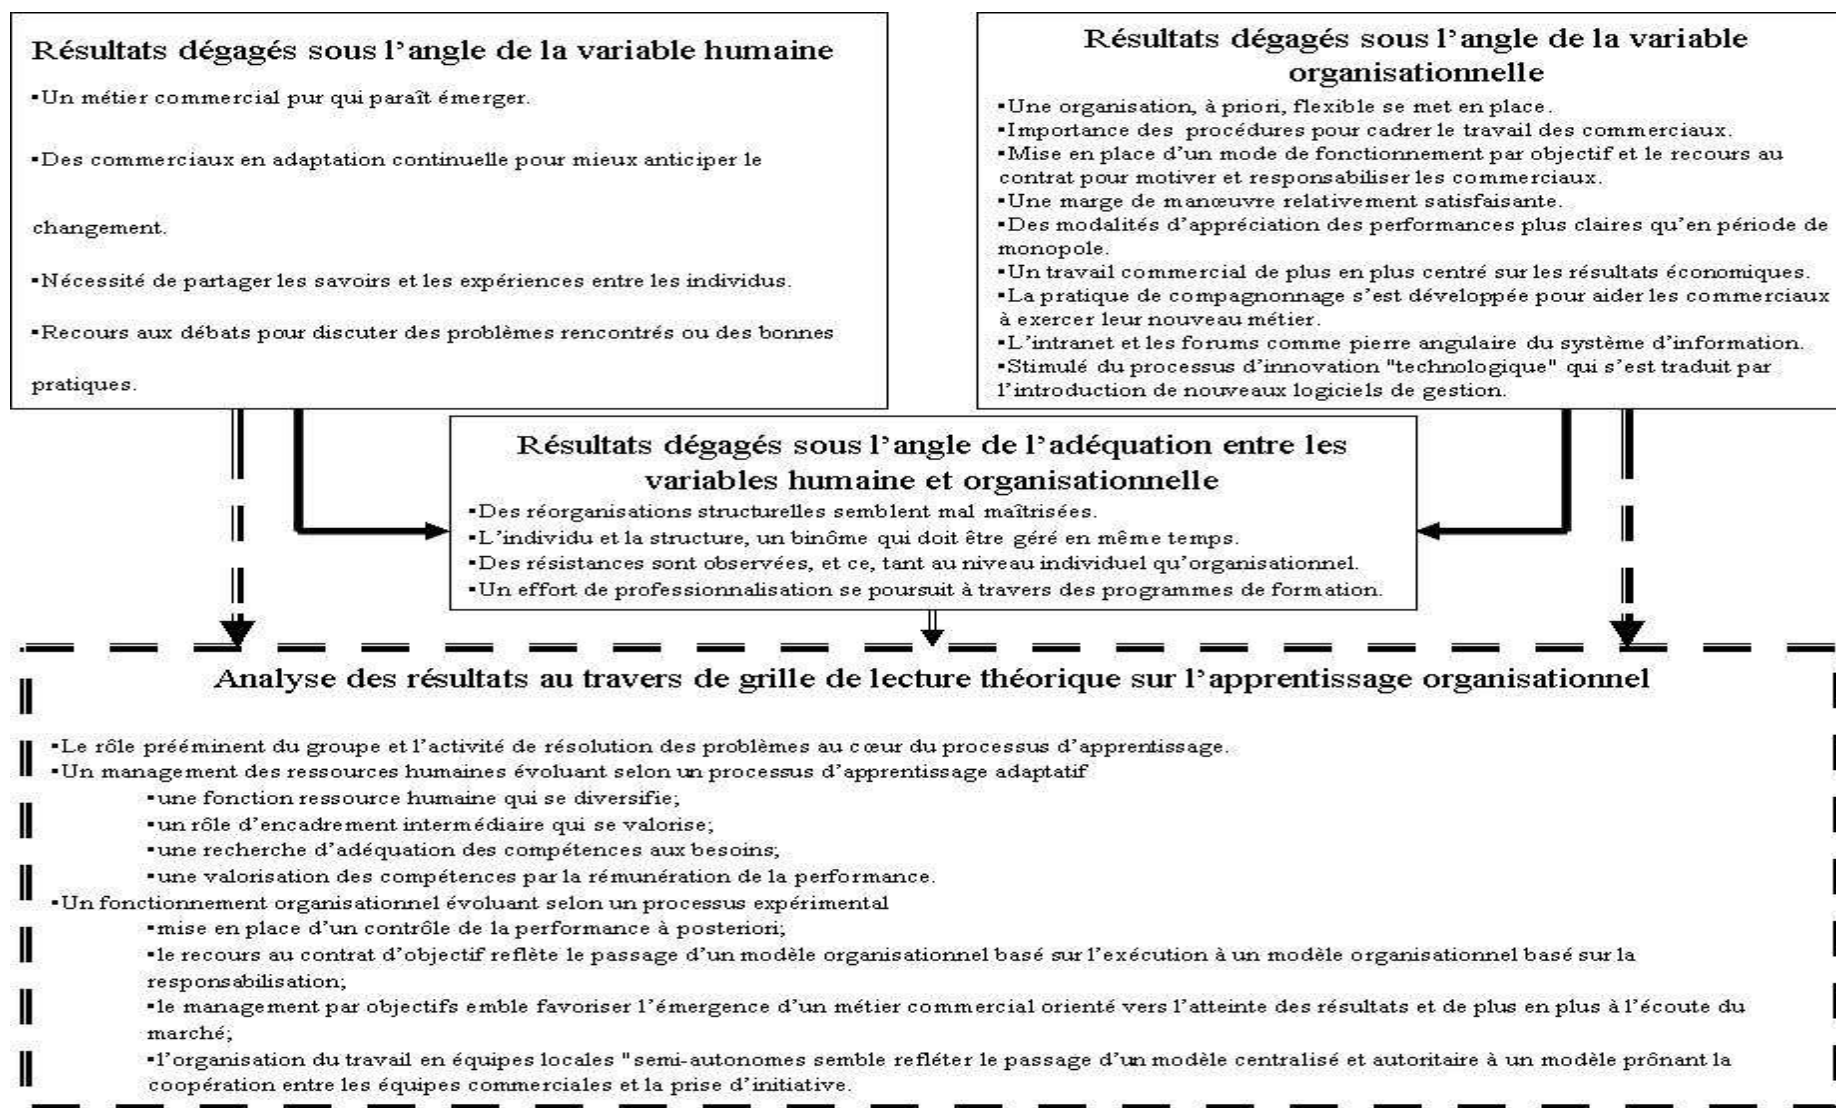 Résultats dégagés sous l'angle de la variable humaine
▪Un métier commercial pur qui paraît émerger.
▪Des commerciaux en adaptation continuelle pour mieux anticiper le
changement.
▪Nécessité de partager les savoirs et les expériences entre les individus.
▪Recours aux débats pour discuter des problèmes rencontrés ou des bonnes
pratiques.
Résultats dégagés sous l'angle de la variable
organisationnelle
▪Une organisation, à priori, flexible se met en place.
▪Importance des procédures pour cadrer le travail des commerciaux.
▪Mise en place d'un mode de fonctionnement par objectif et le recours au
contrat pour motiver et responsabiliser les commerciaux.
▪Une marge de manœuvre relativement satisfaisante.
▪Des modalités d'appréciation des performances plus claires qu'en période de
monopole.
▪Un travail commercial de plus en plus centré sur les résultats économiques.
▪La pratique de compagnonnage s'est développée pour aider les commerciaux
à exercer leur nouveau métier.
▪L'intranet et les forums comme pierre angulaire du système d'information.
▪Stimulé du processus d'innovation "technologique" qui s'est traduit par
l'introduction de nouveaux logiciels de gestion.
Résultats dégagés sous l'angle de l'adéquation entre les
variables humaine et organisationnelle
▪Des réorganisations structurelles semblent mal maîtrisées.
▪L'individu et la structure, un binôme qui doit être géré en même temps.
▪Des résistances sont observées, et ce, tant au niveau individuel qu'organisationnel.
▪Un effort de professionnalisation se poursuit à travers des programmes de formation.
Analyse des résultats au travers de grille de lecture théorique sur l'apprentissage organisationnel
▪Le rôle prééminent du groupe et l'activité de résolution des problèmes au cœur du processus d'apprentissage.
▪Un management des ressources humaines évoluant selon un processus d'apprentissage adaptatif
▪une fonction ressource humaine qui se diversifie;
▪un rôle d'encadrement intermédiaire qui se valorise;
▪une recherche d'adéquation des compétences aux besoins;
▪une valorisation des compétences par la rémunération de la performance.
▪Un fonctionnement organisationnel évoluant selon un processus expérimental
▪mise en place d'un contrôle de la performance à posteriori;
▪le recours au contrat d'objectif reflète le passage d'un modèle organisationnel basé sur l'exécution à un modèle organisationnel basé sur la
responsabilisation;
▪le management par objectifs emble favoriser l'émergence d'un métier commercial orienté vers l'atteinte des résultats et de plus en plus à l'écoute du
marché;
▪l'organisation du travail en équipes locales "semi-autonomes semble refléter le passage d'un modèle centralisé et autoritaire à un modèle prônant la
coopération entre les équipes commerciales et la prise d'initiative.